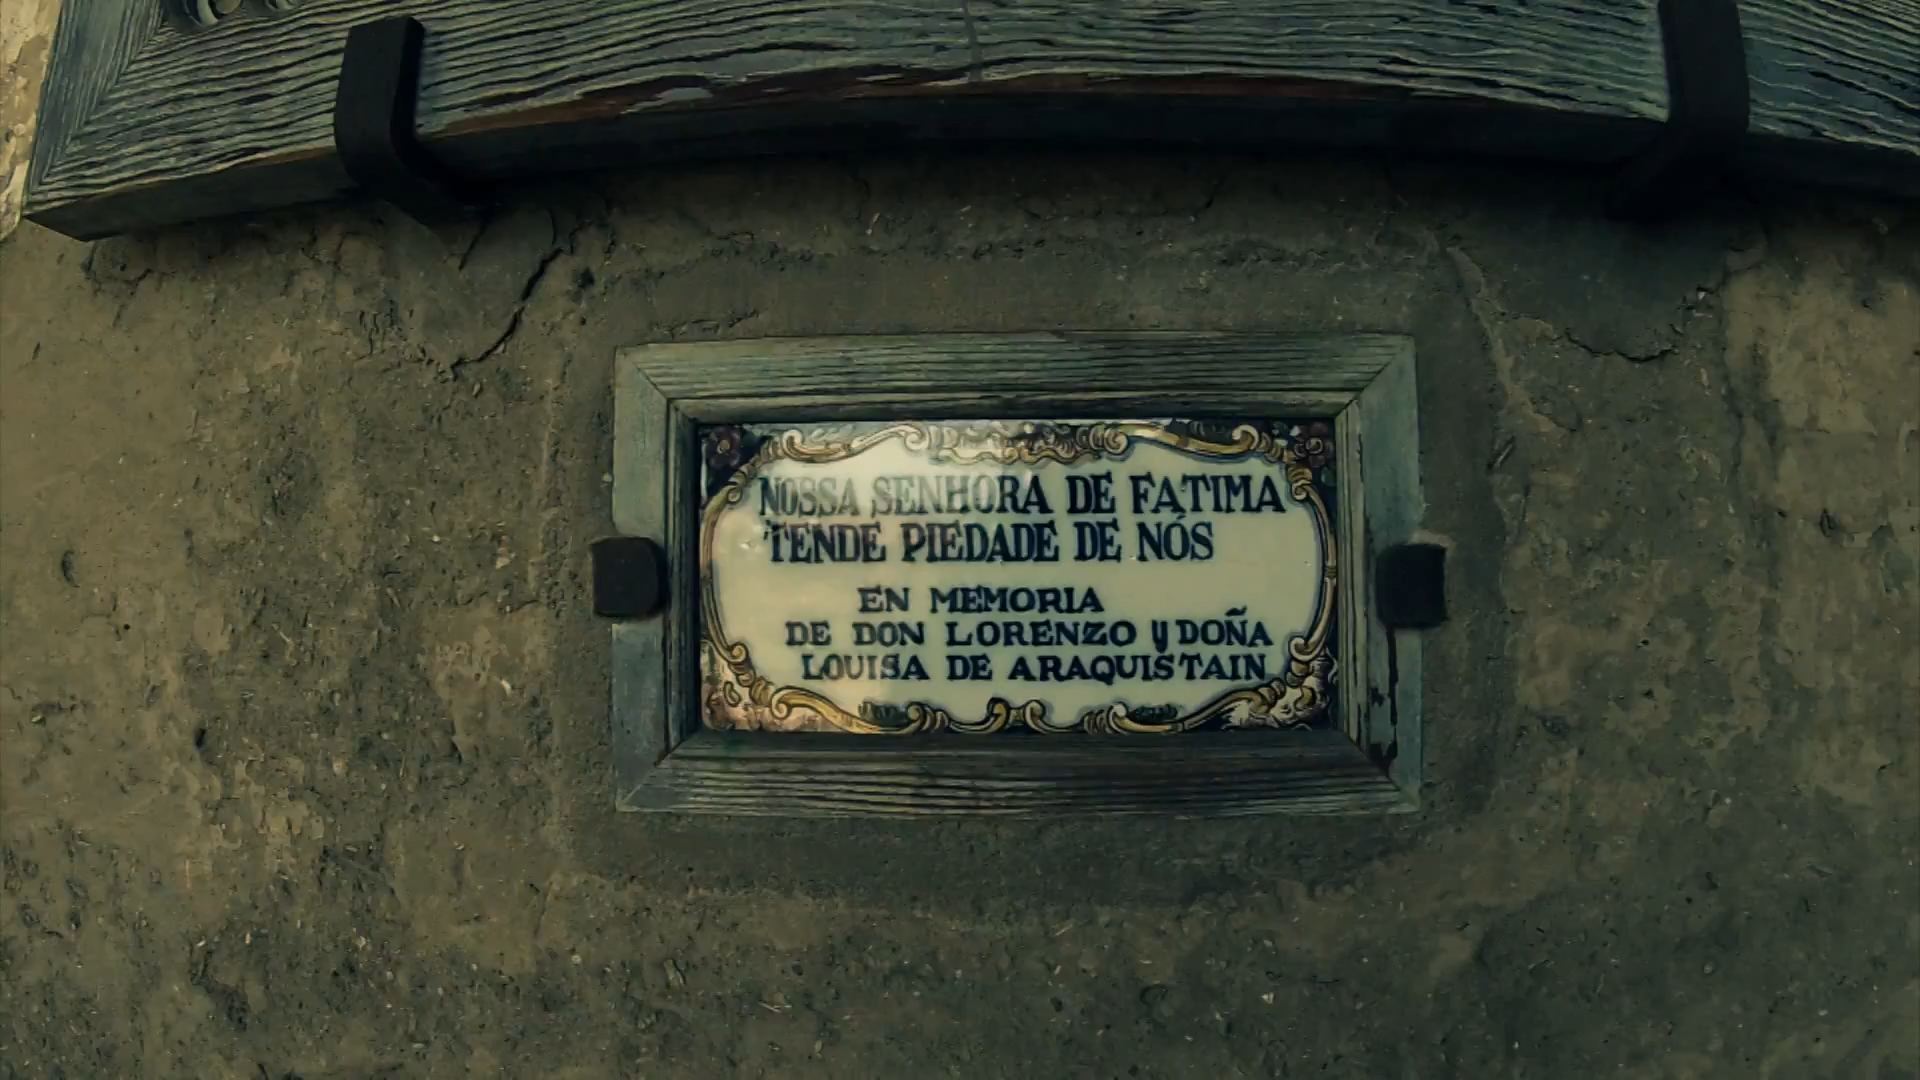 NOSSA SENHORA DE FATIMA
TENDE PIEDADE DE NÓS
EN MEMORIA
DE DON LORENZO Y DOÑA
LOUISA DE ARAQUISTAIN